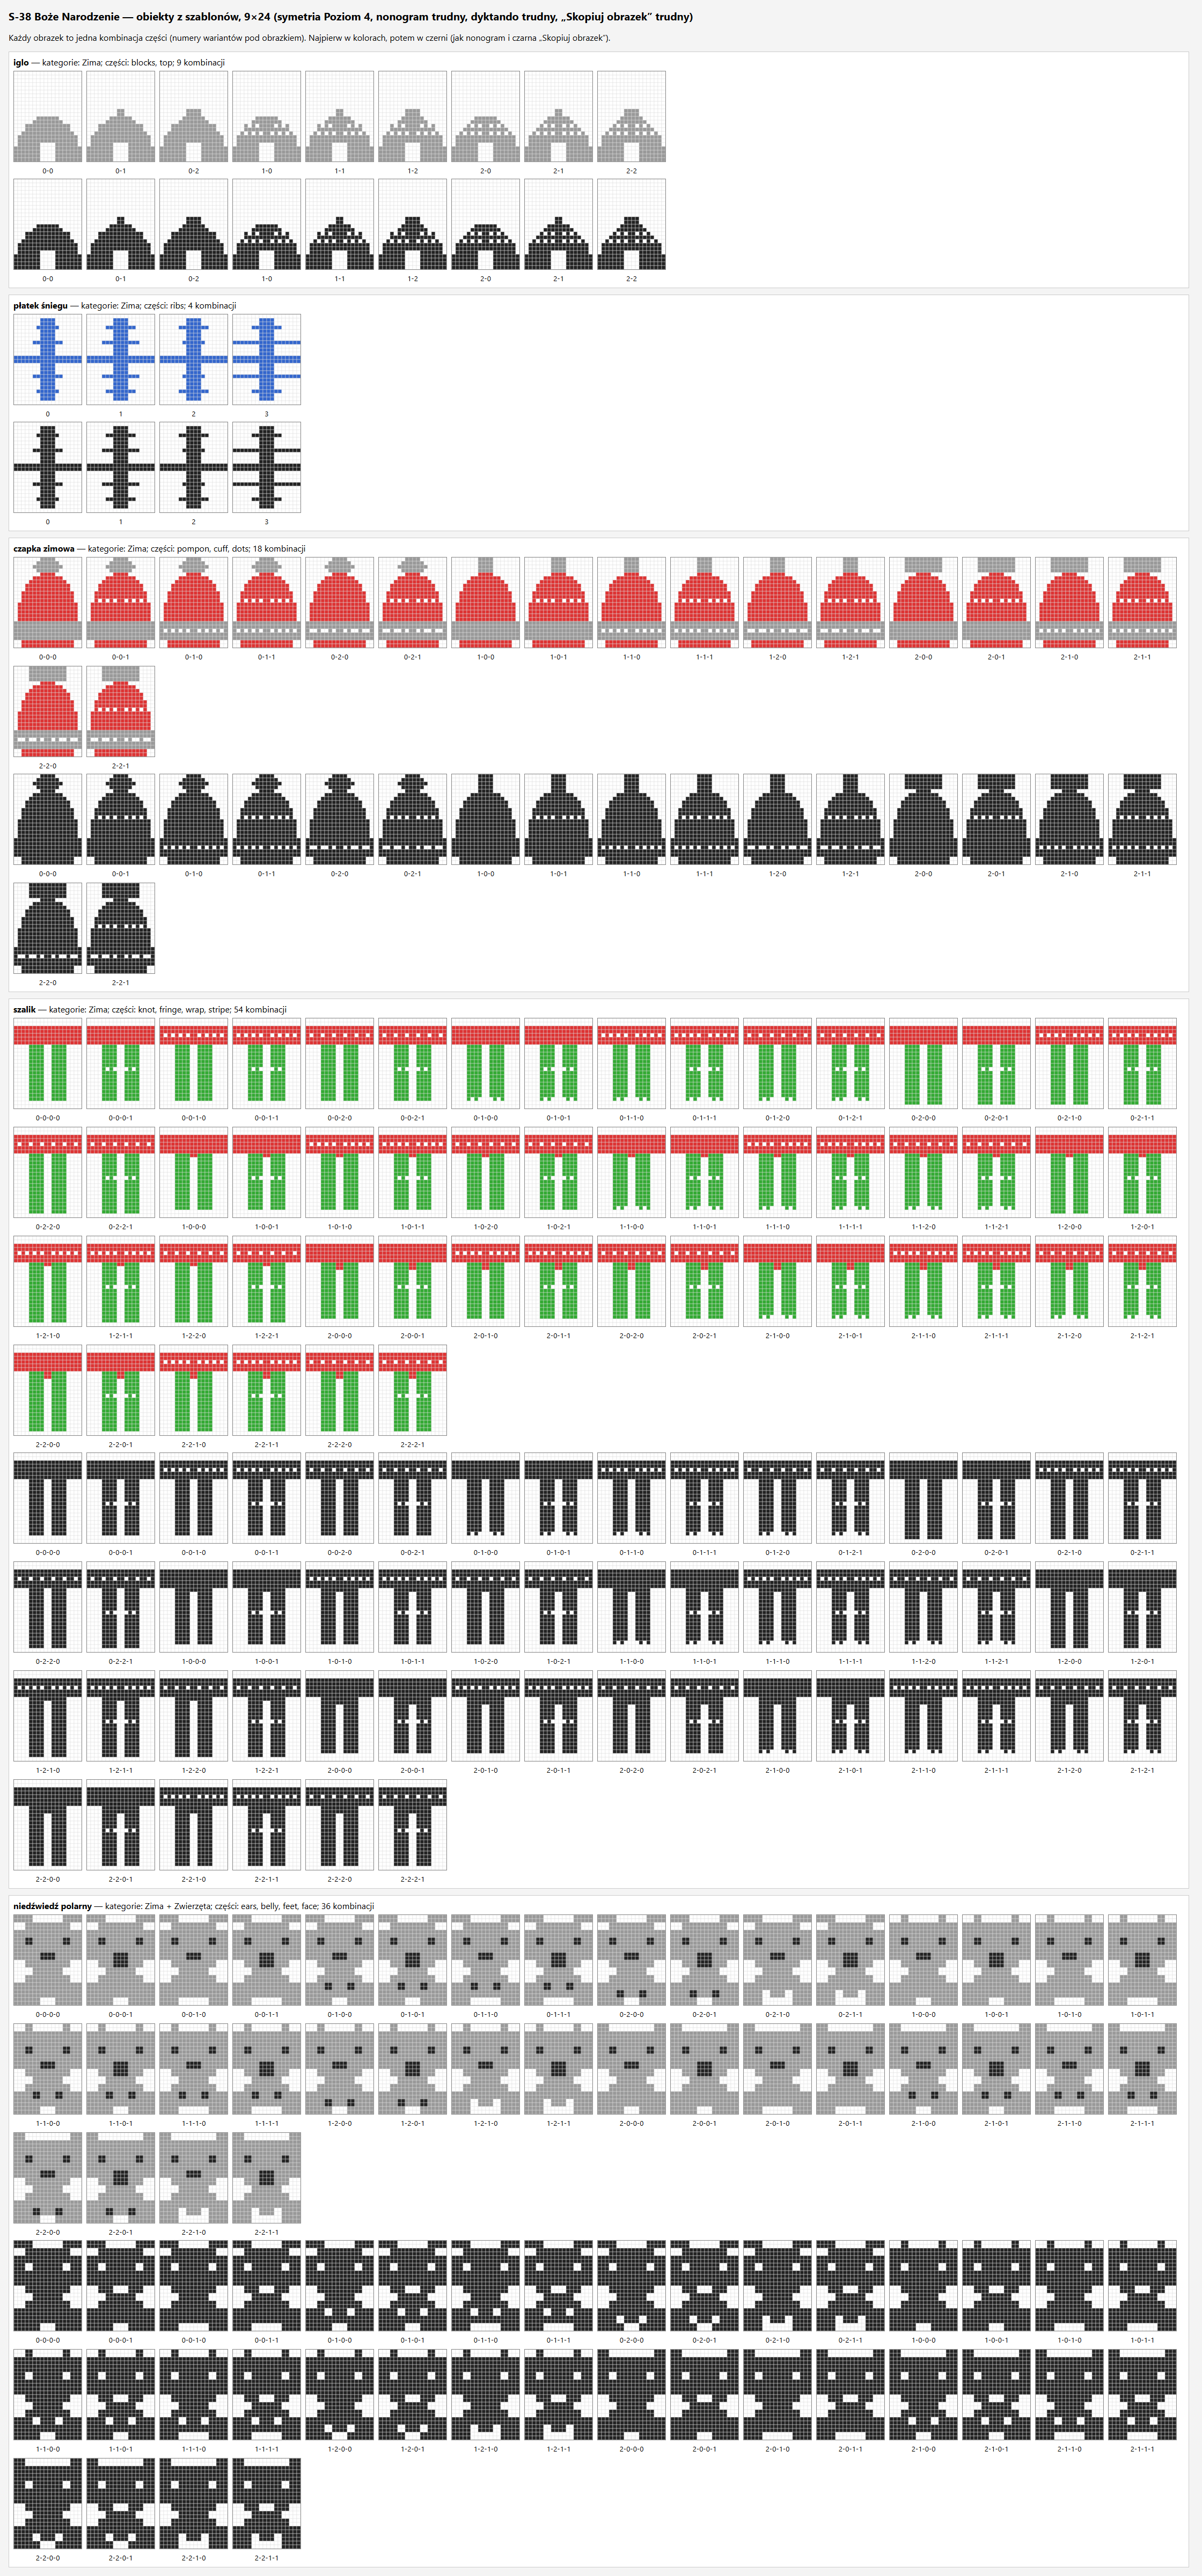 S-38 Boże Narodzenie — obiekty z szablonów, 9×24 (symetria Poziom 4, nonogram trudny, dyktando trudny, „Skopiuj obrazek” trudny)
Każdy obrazek to jedna kombinacja części (numery wariantów pod obrazkiem). Najpierw w kolorach, potem w czerni (jak nonogram i czarna „Skopiuj obrazek”).
iglo — kategorie: Zima; części: blocks, top; 9 kombinacji
0-0 0-1 0-2 1-0 1-1 1-2 2-0 2-1 2-2
0-0 0-1 0-2 1-0 1-1 1-2 2-0 2-1 2-2
płatek śniegu — kategorie: Zima; części: ribs; 4 kombinacji
0 1 2 3
0 1 2 3
czapka zimowa — kategorie: Zima; części: pompon, cuff, dots; 18 kombinacji
0-0-0 0-0-1 0-1-0 0-1-1 0-2-0 0-2-1 1-0-0 1-0-1 1-1-0 1-1-1 1-2-0 1-2-1 2-0-0 2-0-1 2-1-0 2-1-1
2-2-0 2-2-1
0-0-0 0-0-1 0-1-0 0-1-1 0-2-0 0-2-1 1-0-0 1-0-1 1-1-0 1-1-1 1-2-0 1-2-1 2-0-0 2-0-1 2-1-0 2-1-1
2-2-0 2-2-1
szalik — kategorie: Zima; części: knot, fringe, wrap, stripe; 54 kombinacji
0-0-0-0 0-0-0-1 0-0-1-0 0-0-1-1 0-0-2-0 0-0-2-1 0-1-0-0 0-1-0-1 0-1-1-0 0-1-1-1 0-1-2-0 0-1-2-1 0-2-0-0 0-2-0-1 0-2-1-0 0-2-1-1
0-2-2-0 0-2-2-1 1-0-0-0 1-0-0-1 1-0-1-0 1-0-1-1 1-0-2-0 1-0-2-1 1-1-0-0 1-1-0-1 1-1-1-0 1-1-1-1 1-1-2-0 1-1-2-1 1-2-0-0 1-2-0-1
1-2-1-0 1-2-1-1 1-2-2-0 1-2-2-1 2-0-0-0 2-0-0-1 2-0-1-0 2-0-1-1 2-0-2-0 2-0-2-1 2-1-0-0 2-1-0-1 2-1-1-0 2-1-1-1 2-1-2-0 2-1-2-1
2-2-0-0 2-2-0-1 2-2-1-0 2-2-1-1 2-2-2-0 2-2-2-1
0-0-0-0 0-0-0-1 0-0-1-0 0-0-1-1 0-0-2-0 0-0-2-1 0-1-0-0 0-1-0-1 0-1-1-0 0-1-1-1 0-1-2-0 0-1-2-1 0-2-0-0 0-2-0-1 0-2-1-0 0-2-1-1
0-2-2-0 0-2-2-1 1-0-0-0 1-0-0-1 1-0-1-0 1-0-1-1 1-0-2-0 1-0-2-1 1-1-0-0 1-1-0-1 1-1-1-0 1-1-1-1 1-1-2-0 1-1-2-1 1-2-0-0 1-2-0-1
1-2-1-0 1-2-1-1 1-2-2-0 1-2-2-1 2-0-0-0 2-0-0-1 2-0-1-0 2-0-1-1 2-0-2-0 2-0-2-1 2-1-0-0 2-1-0-1 2-1-1-0 2-1-1-1 2-1-2-0 2-1-2-1
2-2-0-0 2-2-0-1 2-2-1-0 2-2-1-1 2-2-2-0 2-2-2-1
niedźwiedź polarny — kategorie: Zima + Zwierzęta; części: ears, belly, feet, face; 36 kombinacji
0-0-0-0 0-0-0-1 0-0-1-0 0-0-1-1 0-1-0-0 0-1-0-1 0-1-1-0 0-1-1-1 0-2-0-0 0-2-0-1 0-2-1-0 0-2-1-1 1-0-0-0 1-0-0-1 1-0-1-0 1-0-1-1
1-1-0-0 1-1-0-1 1-1-1-0 1-1-1-1 1-2-0-0 1-2-0-1 1-2-1-0 1-2-1-1 2-0-0-0 2-0-0-1 2-0-1-0 2-0-1-1 2-1-0-0 2-1-0-1 2-1-1-0 2-1-1-1
2-2-0-0 2-2-0-1 2-2-1-0 2-2-1-1
0-0-0-0 0-0-0-1 0-0-1-0 0-0-1-1 0-1-0-0 0-1-0-1 0-1-1-0 0-1-1-1 0-2-0-0 0-2-0-1 0-2-1-0 0-2-1-1 1-0-0-0 1-0-0-1 1-0-1-0 1-0-1-1
1-1-0-0 1-1-0-1 1-1-1-0 1-1-1-1 1-2-0-0 1-2-0-1 1-2-1-0 1-2-1-1 2-0-0-0 2-0-0-1 2-0-1-0 2-0-1-1 2-1-0-0 2-1-0-1 2-1-1-0 2-1-1-1
2-2-0-0 2-2-0-1 2-2-1-0 2-2-1-1